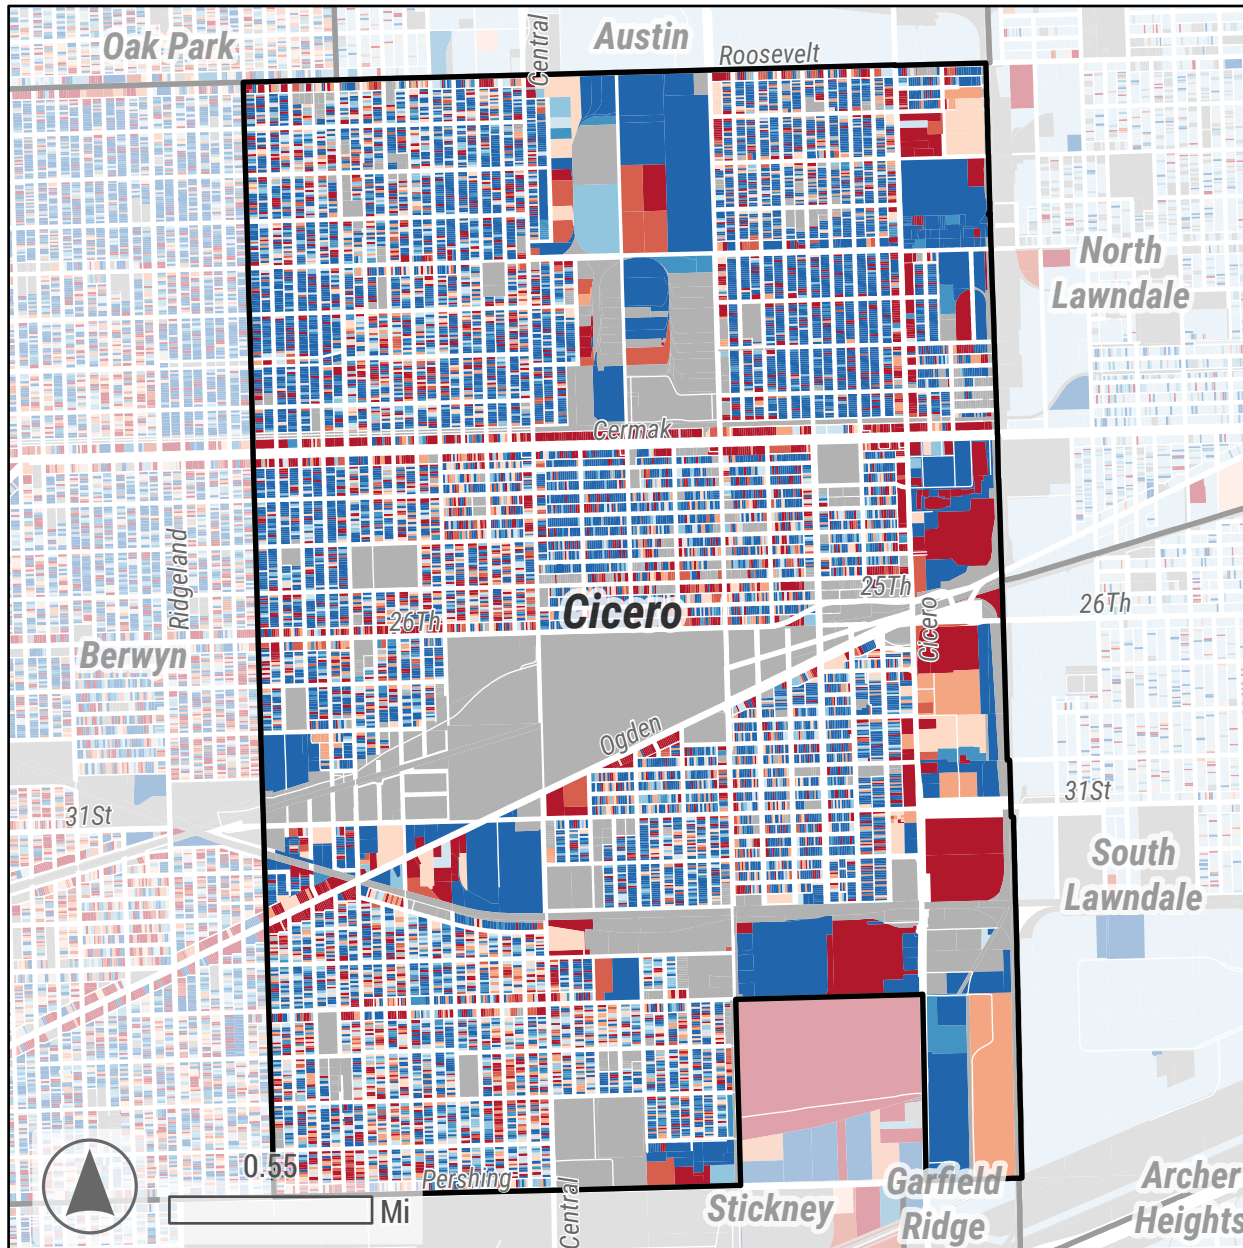 Oak Park
Central
Austin
Roosevelt
North
Lawndale
Cermak
Ridgeland
26Th
Cicero
25Th
Cicero
26Th
Berwyn
Ogden
31St
31St
South
Lawndale
0.55
Mi
Pershing
Central
Stickney
Garfield
Ridge
Archer
Heights